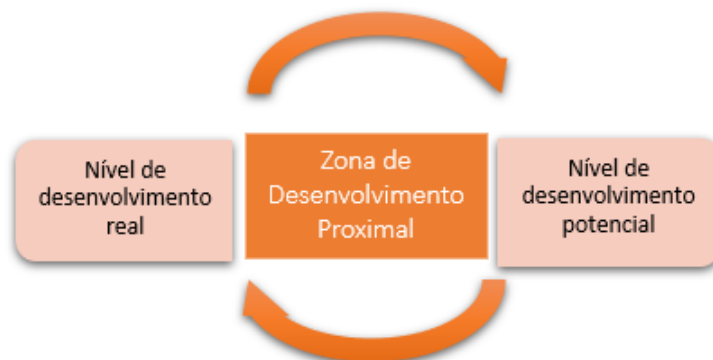 Nível de
desenvolvimento
real
Zona de
Desenvolvimento
Proximal
Nível de
desenvolvimento
potencial